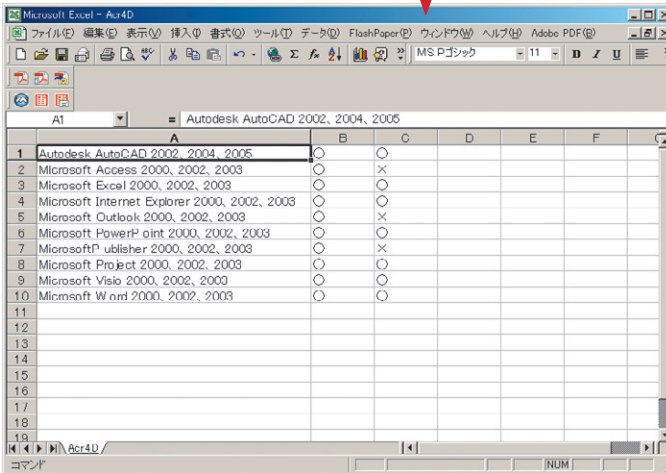 Microsoft Excel - Acr4D
ファイル(F) 編集(E) 表示(V) 挿入(I) 書式(O) ツール(T) データ(D) FlashPaper(P) ウィンドウ(W) ヘルプ(H) Adobe PDF(B)
MS Pゴシック 11 B I U
A1 = Autodesk AutoCAD 2002、2004、2005
A B C D E F G
1 Autodesk AutoCAD 2002、2004、2005 ○ ○
2 Microsoft Access 2000、2002、2003 ○ ×
3 Microsoft Excel 2000、2002、2003 ○ ○
4 Microsoft Internet Explorer 2000、2002、2003 ○ ○
5 Microsoft Outlook 2000、2002、2003 ○ ×
6 Microsoft PowerP oint 2000、2002、2003 ○ ○
7 MicrosoftP ublisher 2000、2002、2003 ○ ×
8 Microsoft Project 2000、2002、2003 ○ ○
9 Microsoft Visio 2000、2002、2003 ○ ○
10 Microsoft W ord 2000、2002、2003 ○ ○
11
12
13
14
15
16
17
18
19
Acr4D
コマンド NUM